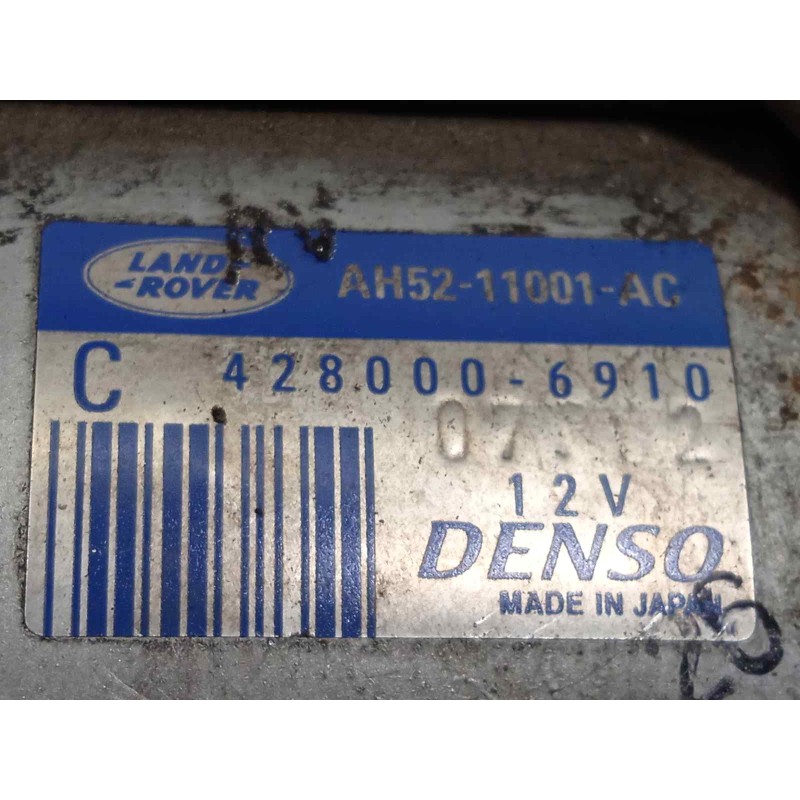 LAND-
ROVER
AH52-11001-AC
C 428000-6910
12V
DENSO
MADE IN JAPAN